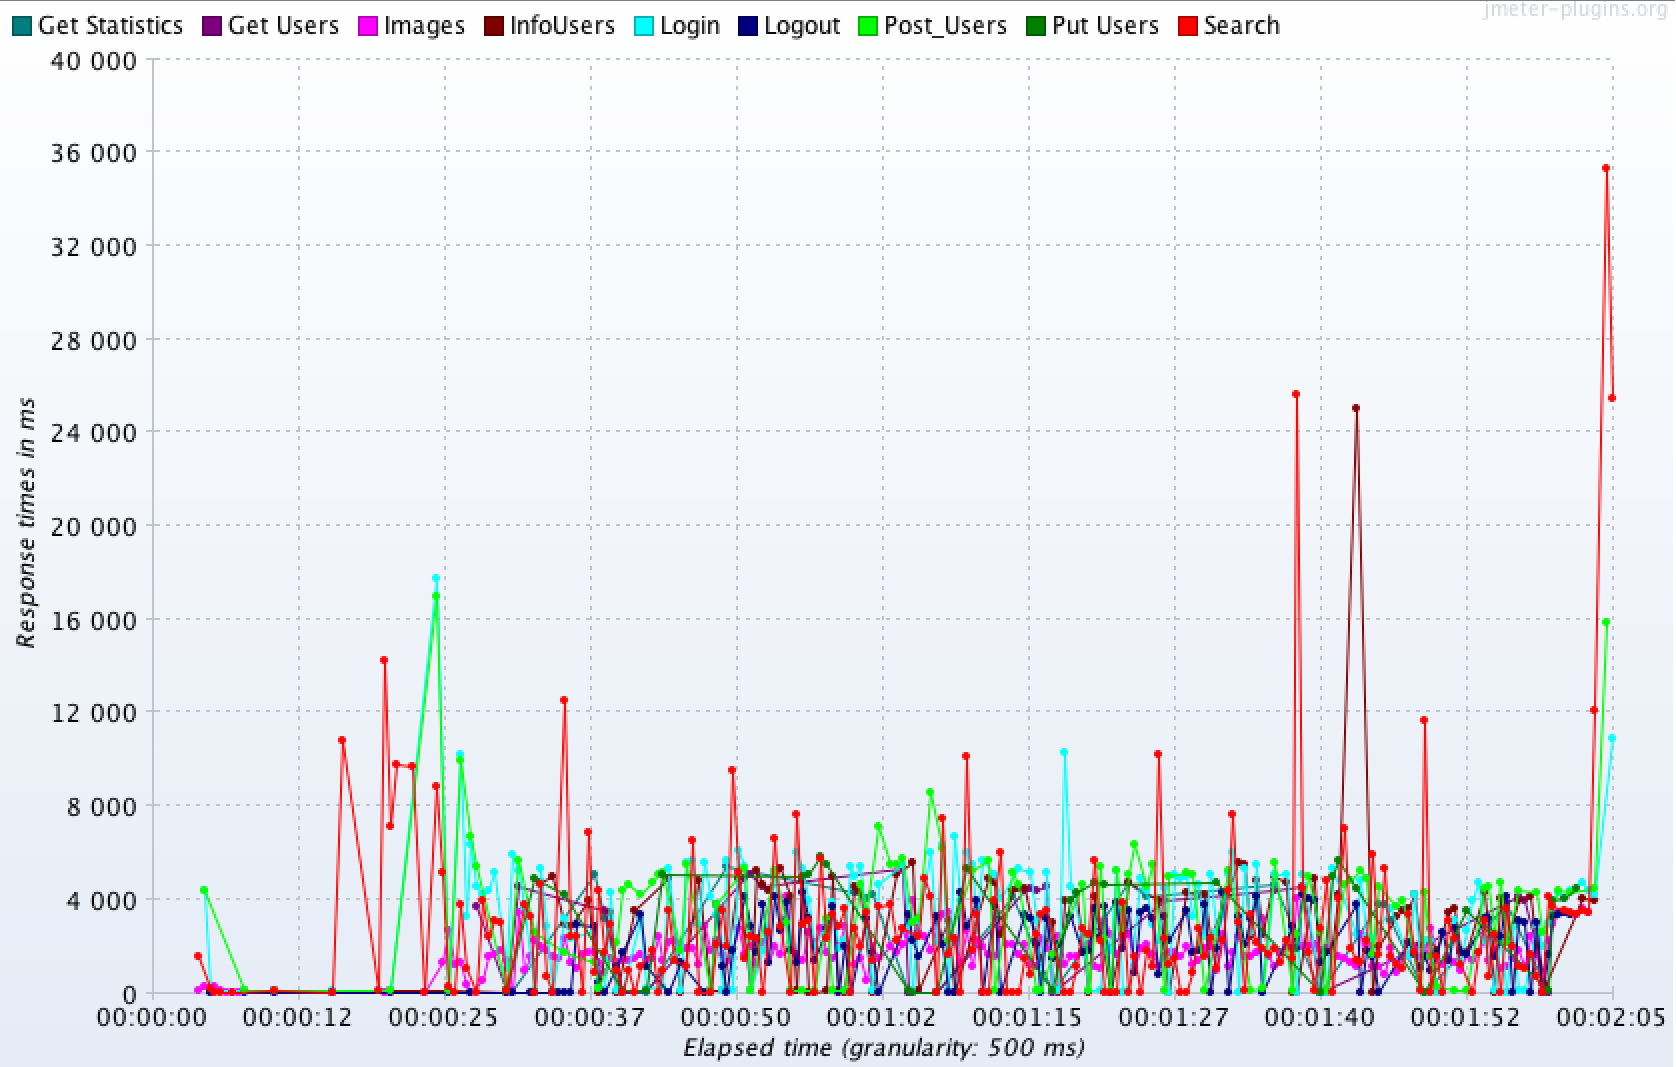 jmeter-plugins.org
Get Statistics Get Users Images InfoUsers Login Logout Post_Users Put Users Search
40 000
36 000
32 000
28 000
24 000
20 000
16 000
12 000
8 000
4 000
0
Response times in ms
00:00:00 00:00:12 00:00:25 00:00:37 00:00:50 00:01:02 00:01:15 00:01:27 00:01:40 00:01:52 00:02:05
Elapsed time (granularity: 500 ms)